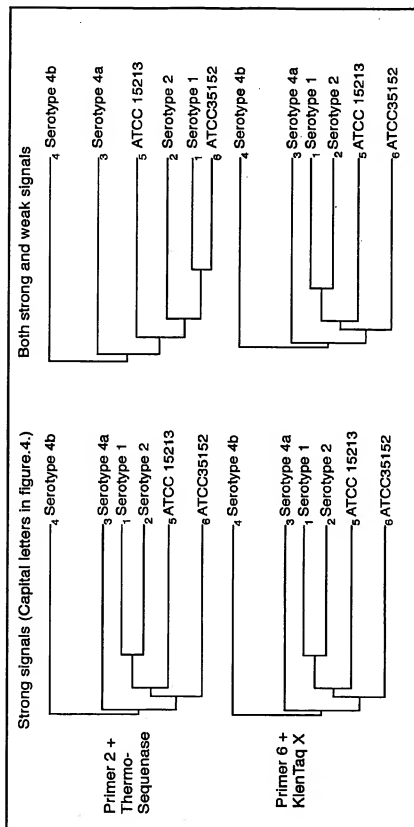 Strong signals (Capital letters in figure.4.)
Both strong and weak signals
Primer 2 +
Thermo-
Sequenase
4 Serotype 4b
3 Serotype 4a
1 Serotype 1
2 Serotype 2
5 ATCC 15213
6 ATCC35152
4 Serotype 4b
3 Serotype 4a
5 ATCC 15213
2 Serotype 2
1 Serotype 1
6 ATCC35152
Primer 6 +
KlenTaq X
4 Serotype 4b
3 Serotype 4a
1 Serotype 1
2 Serotype 2
5 ATCC 15213
6 ATCC35152
4 Serotype 4b
3 Serotype 4a
1 Serotype 1
2 Serotype 2
5 ATCC 15213
6 ATCC35152